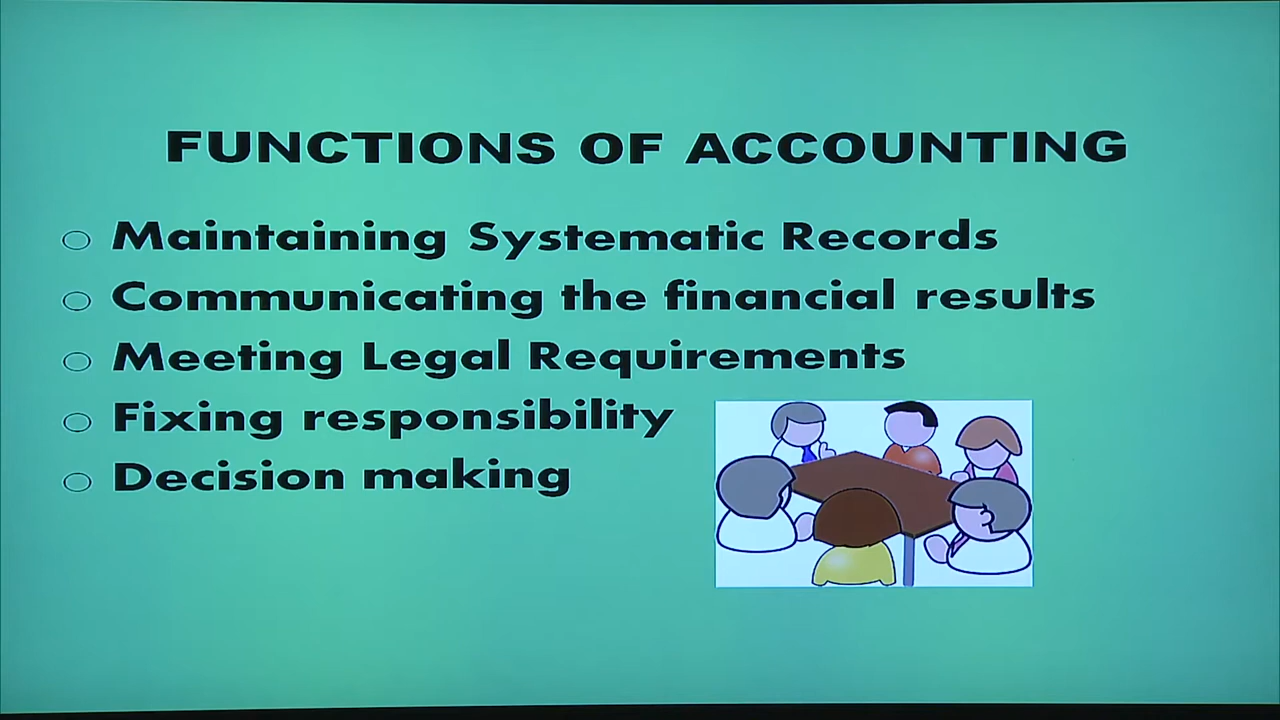 FUNCTIONS OF ACCOUNTING
Maintaining Systematic Records
Communicating the financial results
Meeting Legal Requirements
Fixing responsibility
Decision making